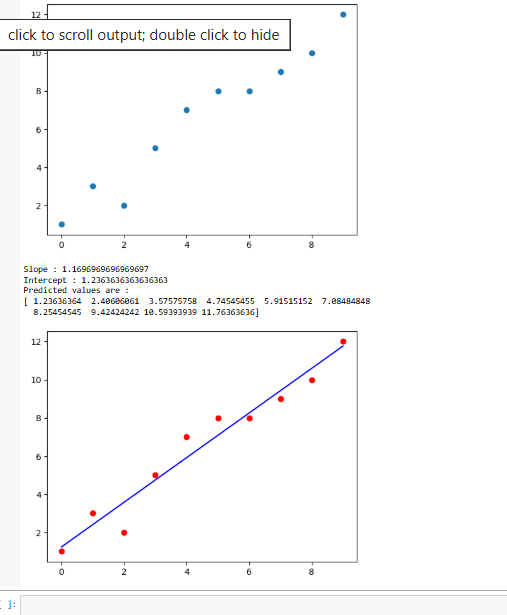 12
click to scroll output; double click to hide
10
8
6
4
2
0 2 4 6 8
Slope : 1.1696969696969697
Intercept : 1.2363636363636363
Predicted values are :
[ 1.23636364 2.40606061 3.57575758 4.74545455 5.91515152 7.08484848
8.25454545 9.42424242 10.59393939 11.76363636]
12
10
8
6
4
2
0 2 4 6 8
[ ]: